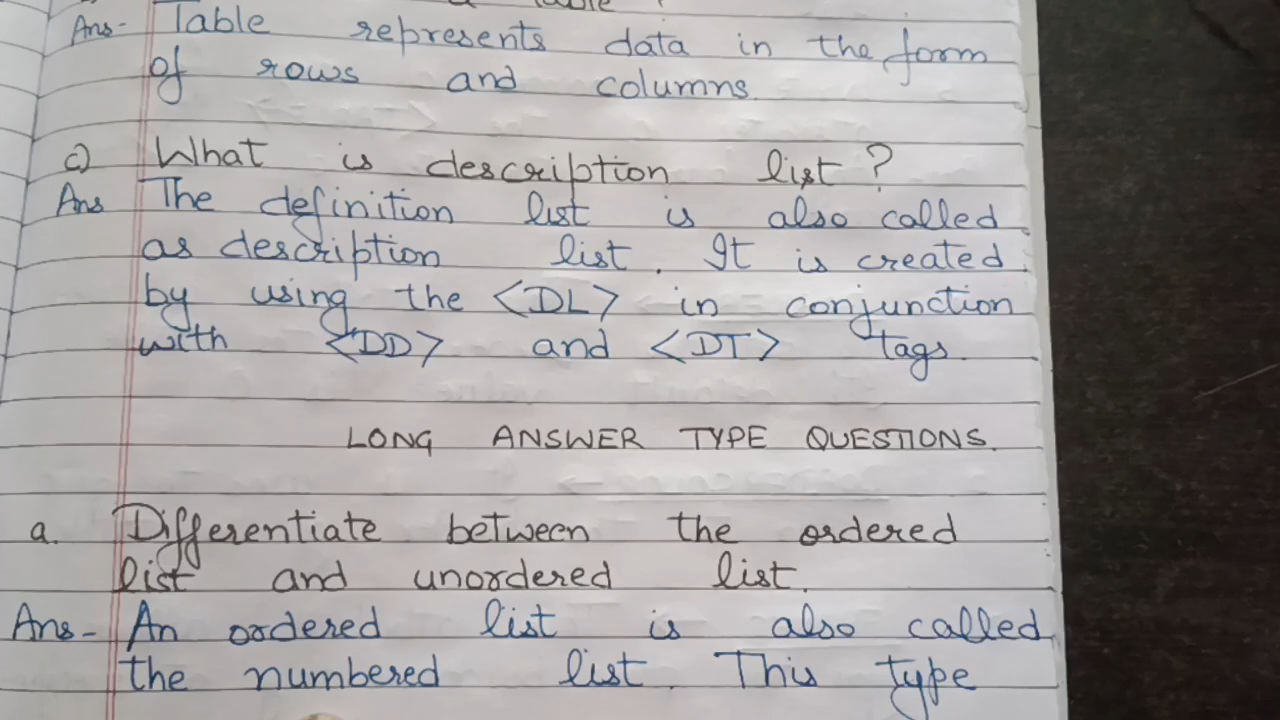 table ?
Ans- Table represents data in the form
of rows and columns.
c) What is description list ?
Ans The definition list is also called
as description list. It is created
by using the <DL> in conjunction
with <DD> and <DT> tags.
LONG ANSWER TYPE QUESTIONS.
a. Differentiate between the ordered
list and unordered list.
Ans- An ordered list is also called
the numbered list. This type